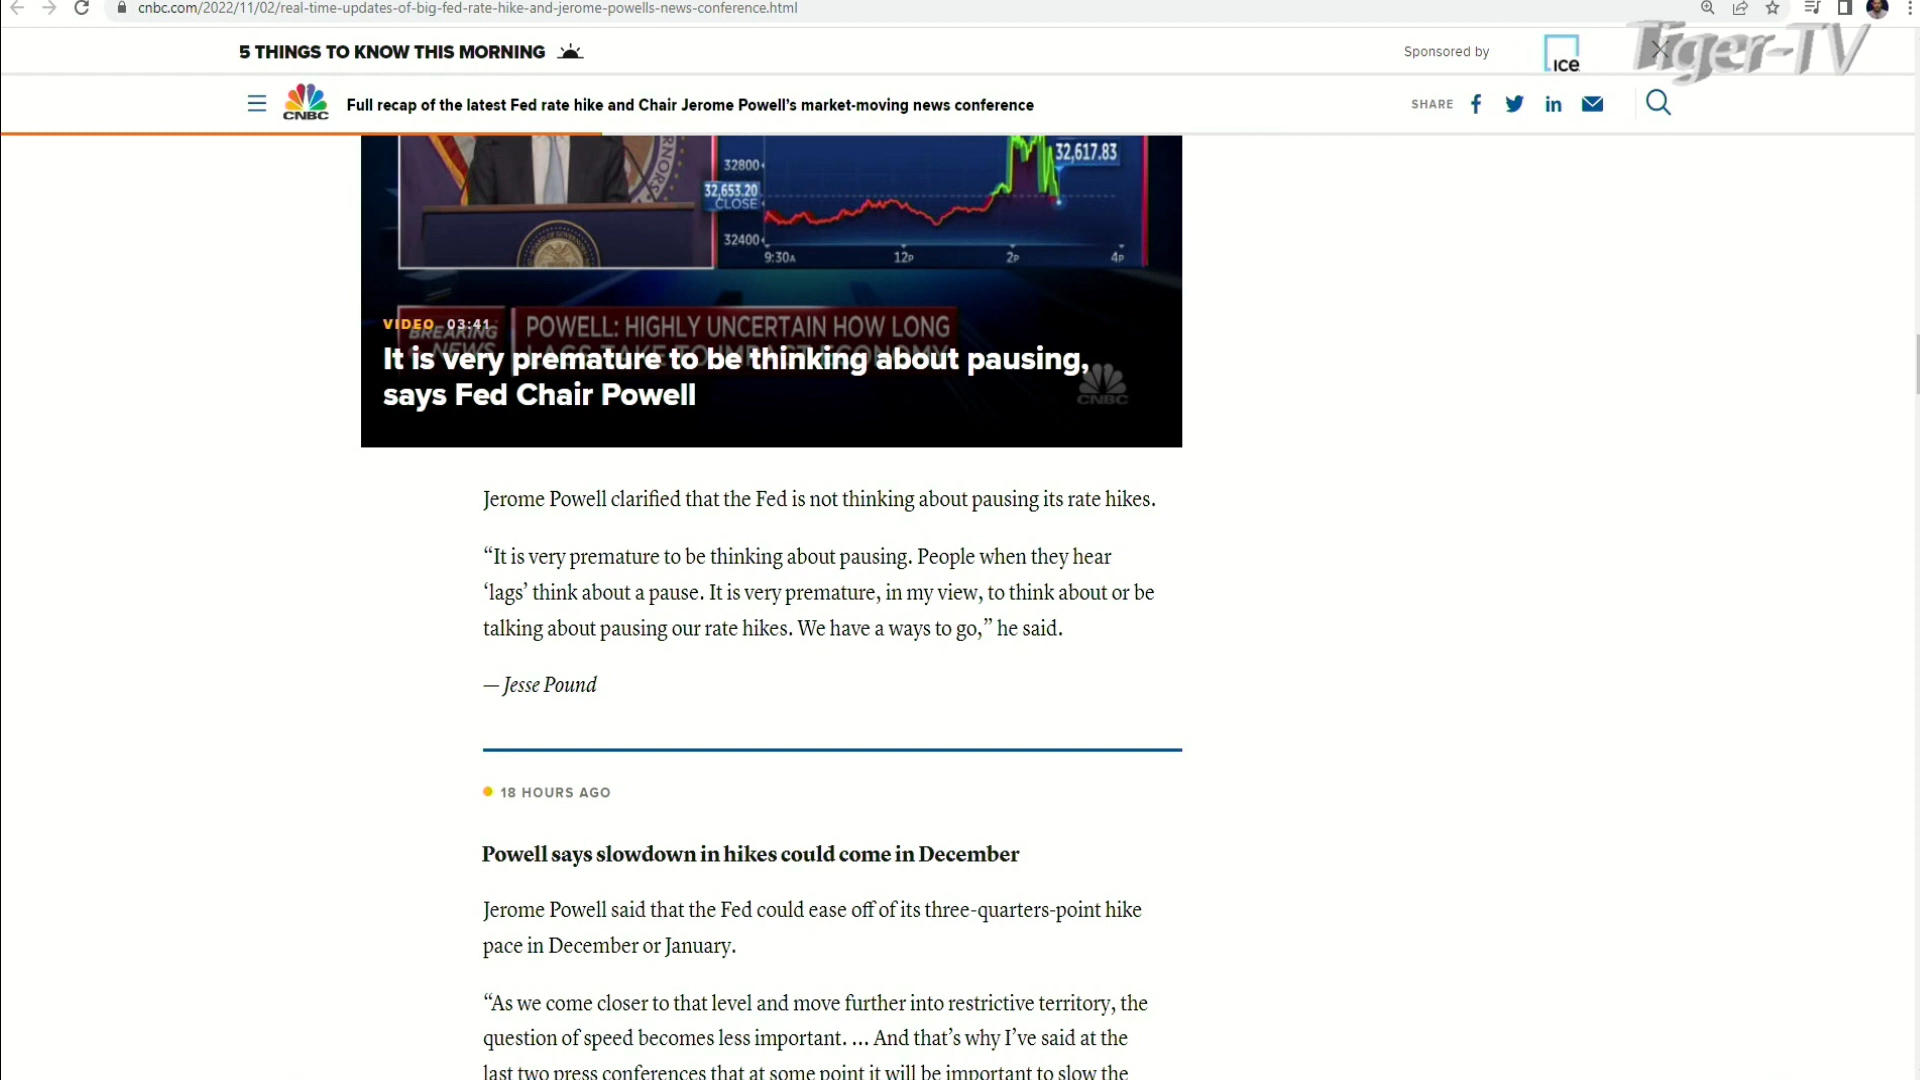 cnbc.com/2022/11/02/real-time-updates-of-big-fed-rate-hike-and-jerome-powells-news-conference.html
5 THINGS TO KNOW THIS MORNING
Sponsored by
ICE
Tiger-TV
CNBC
Full recap of the latest Fed rate hike and Chair Jerome Powell's market-moving news conference
SHARE
32,617.83
32800
32,653.20
CLOSE
32400
9:30A 12P 2P 4P
VIDEO 03:41
BREAKING NEWS
POWELL: HIGHLY UNCERTAIN HOW LONG
LAGS TAKE TO IMPACT ECONOMY
It is very premature to be thinking about pausing,
says Fed Chair Powell
CNBC
Jerome Powell clarified that the Fed is not thinking about pausing its rate hikes.
“It is very premature to be thinking about pausing. People when they hear
‘lags’ think about a pause. It is very premature, in my view, to think about or be
talking about pausing our rate hikes. We have a ways to go,” he said.
— Jesse Pound
18 HOURS AGO
Powell says slowdown in hikes could come in December
Jerome Powell said that the Fed could ease off of its three-quarters-point hike
pace in December or January.
“As we come closer to that level and move further into restrictive territory, the
question of speed becomes less important. ... And that’s why I’ve said at the
last two press conferences that at some point it will be important to slow the